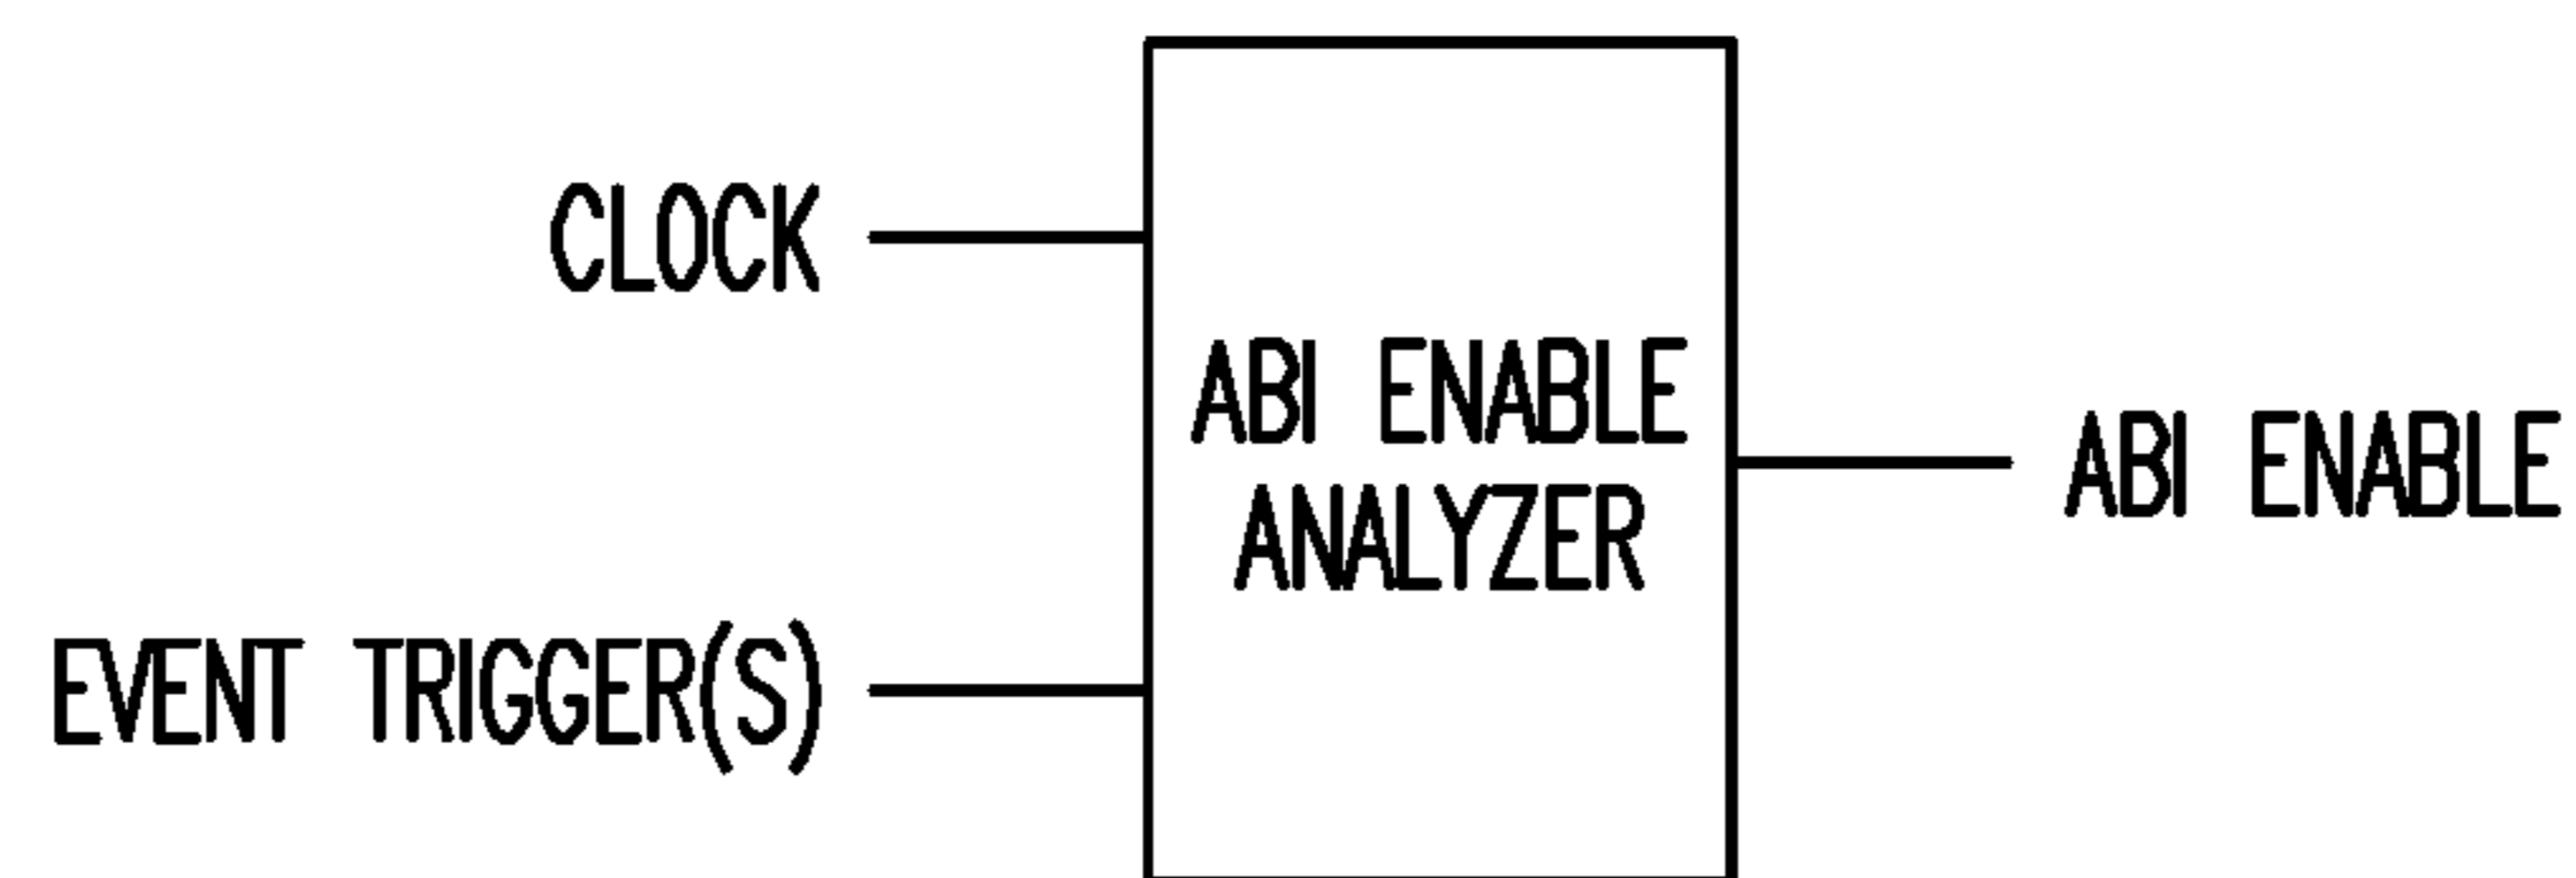 CLOCK
ABI ENABLE
ANALYZER
ABI ENABLE
EVENT TRIGGER(S)